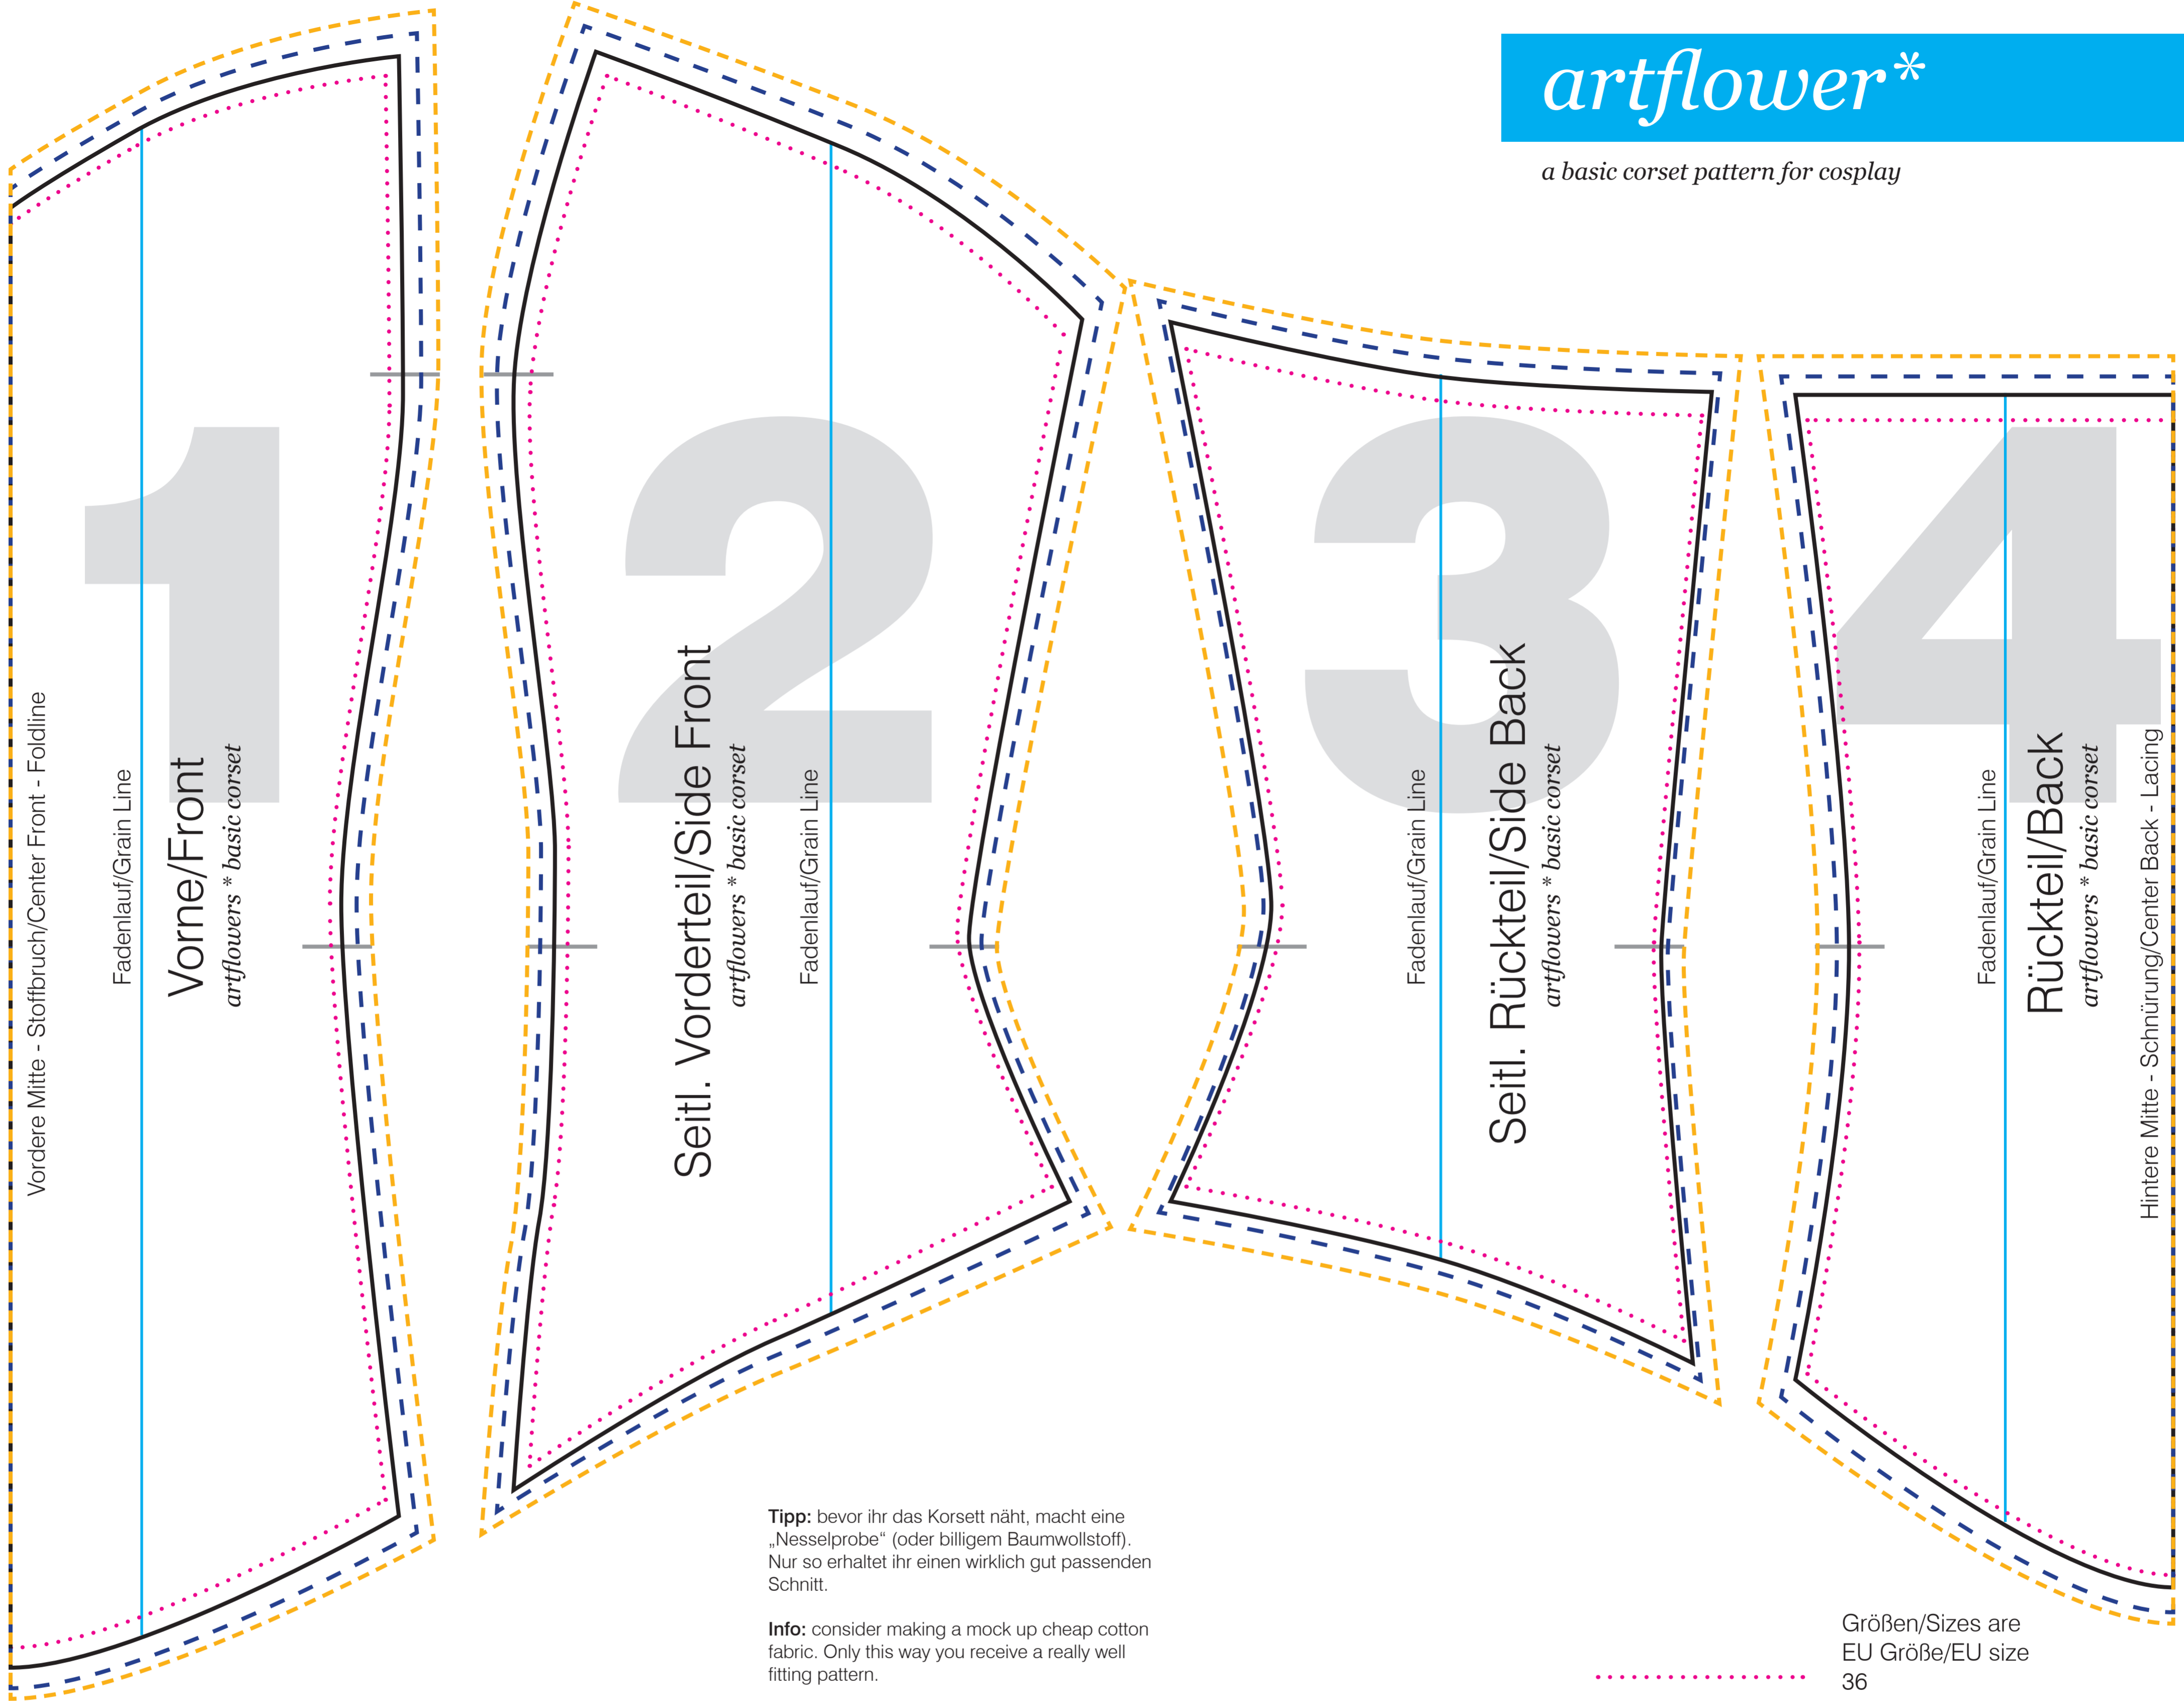 artflower*
a basic corset pattern for cosplay
1
Vordere Mitte - Stoffbruch/Center Front - Foldline
Fadenlauf/Grain Line
Vorne/Front
artflowers * basic corset
2
Seitl. Vorderteil/Side Front
artflowers * basic corset
Fadenlauf/Grain Line
3
Fadenlauf/Grain Line
Seitl. Rückteil/Side Back
artflowers * basic corset
4
Fadenlauf/Grain Line
Rückteil/Back
artflowers * basic corset
Hintere Mitte - Schnürung/Center Back - Lacing
Tipp: bevor ihr das Korsett näht, macht eine
„Nesselprobe“ (oder billigem Baumwollstoff).
Nur so erhaltet ihr einen wirklich gut passenden
Schnitt.
Info: consider making a mock up cheap cotton
fabric. Only this way you receive a really well
fitting pattern.
Größen/Sizes are
EU Größe/EU size
36